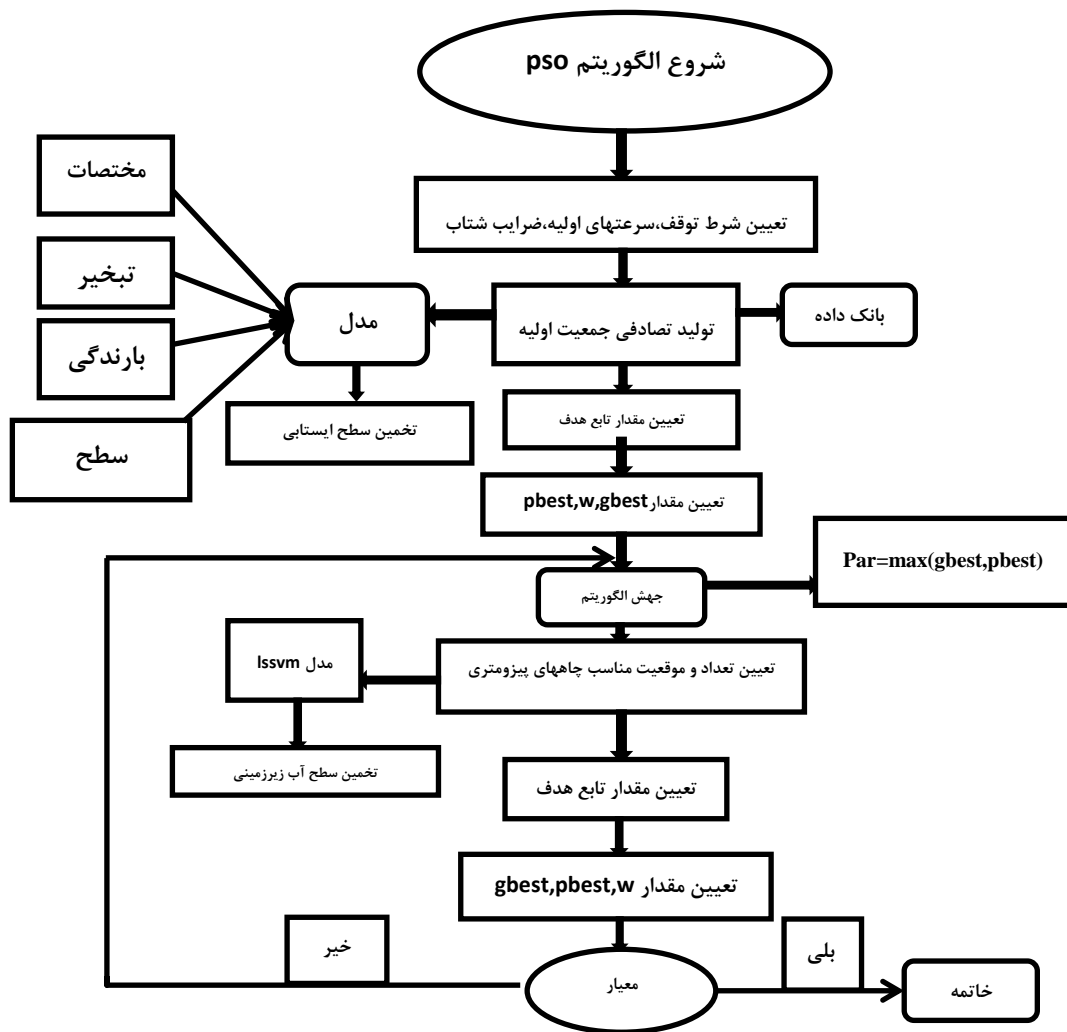 شروع الگوریتم pso
مختصات
تعیین شرط توقف،سرعتهای اولیه،ضرایب شتاب
تبخیر
مدل
تولید تصادفی جمعیت اولیه
بانک داده
بارندگی
تخمین سطح ایستابی
تعیین مقدار تابع هدف
سطح
تعیین مقدار pbest,w,gbest
Par=max(gbest,pbest)
جهش الگوریتم
مدل lssvm
تعیین تعداد و موقعیت مناسب چاههای پیزومتری
تخمین سطح آب زیرزمینی
تعیین مقدار تابع هدف
تعیین مقدار gbest,pbest,w
خیر
بلی
معیار
خاتمه